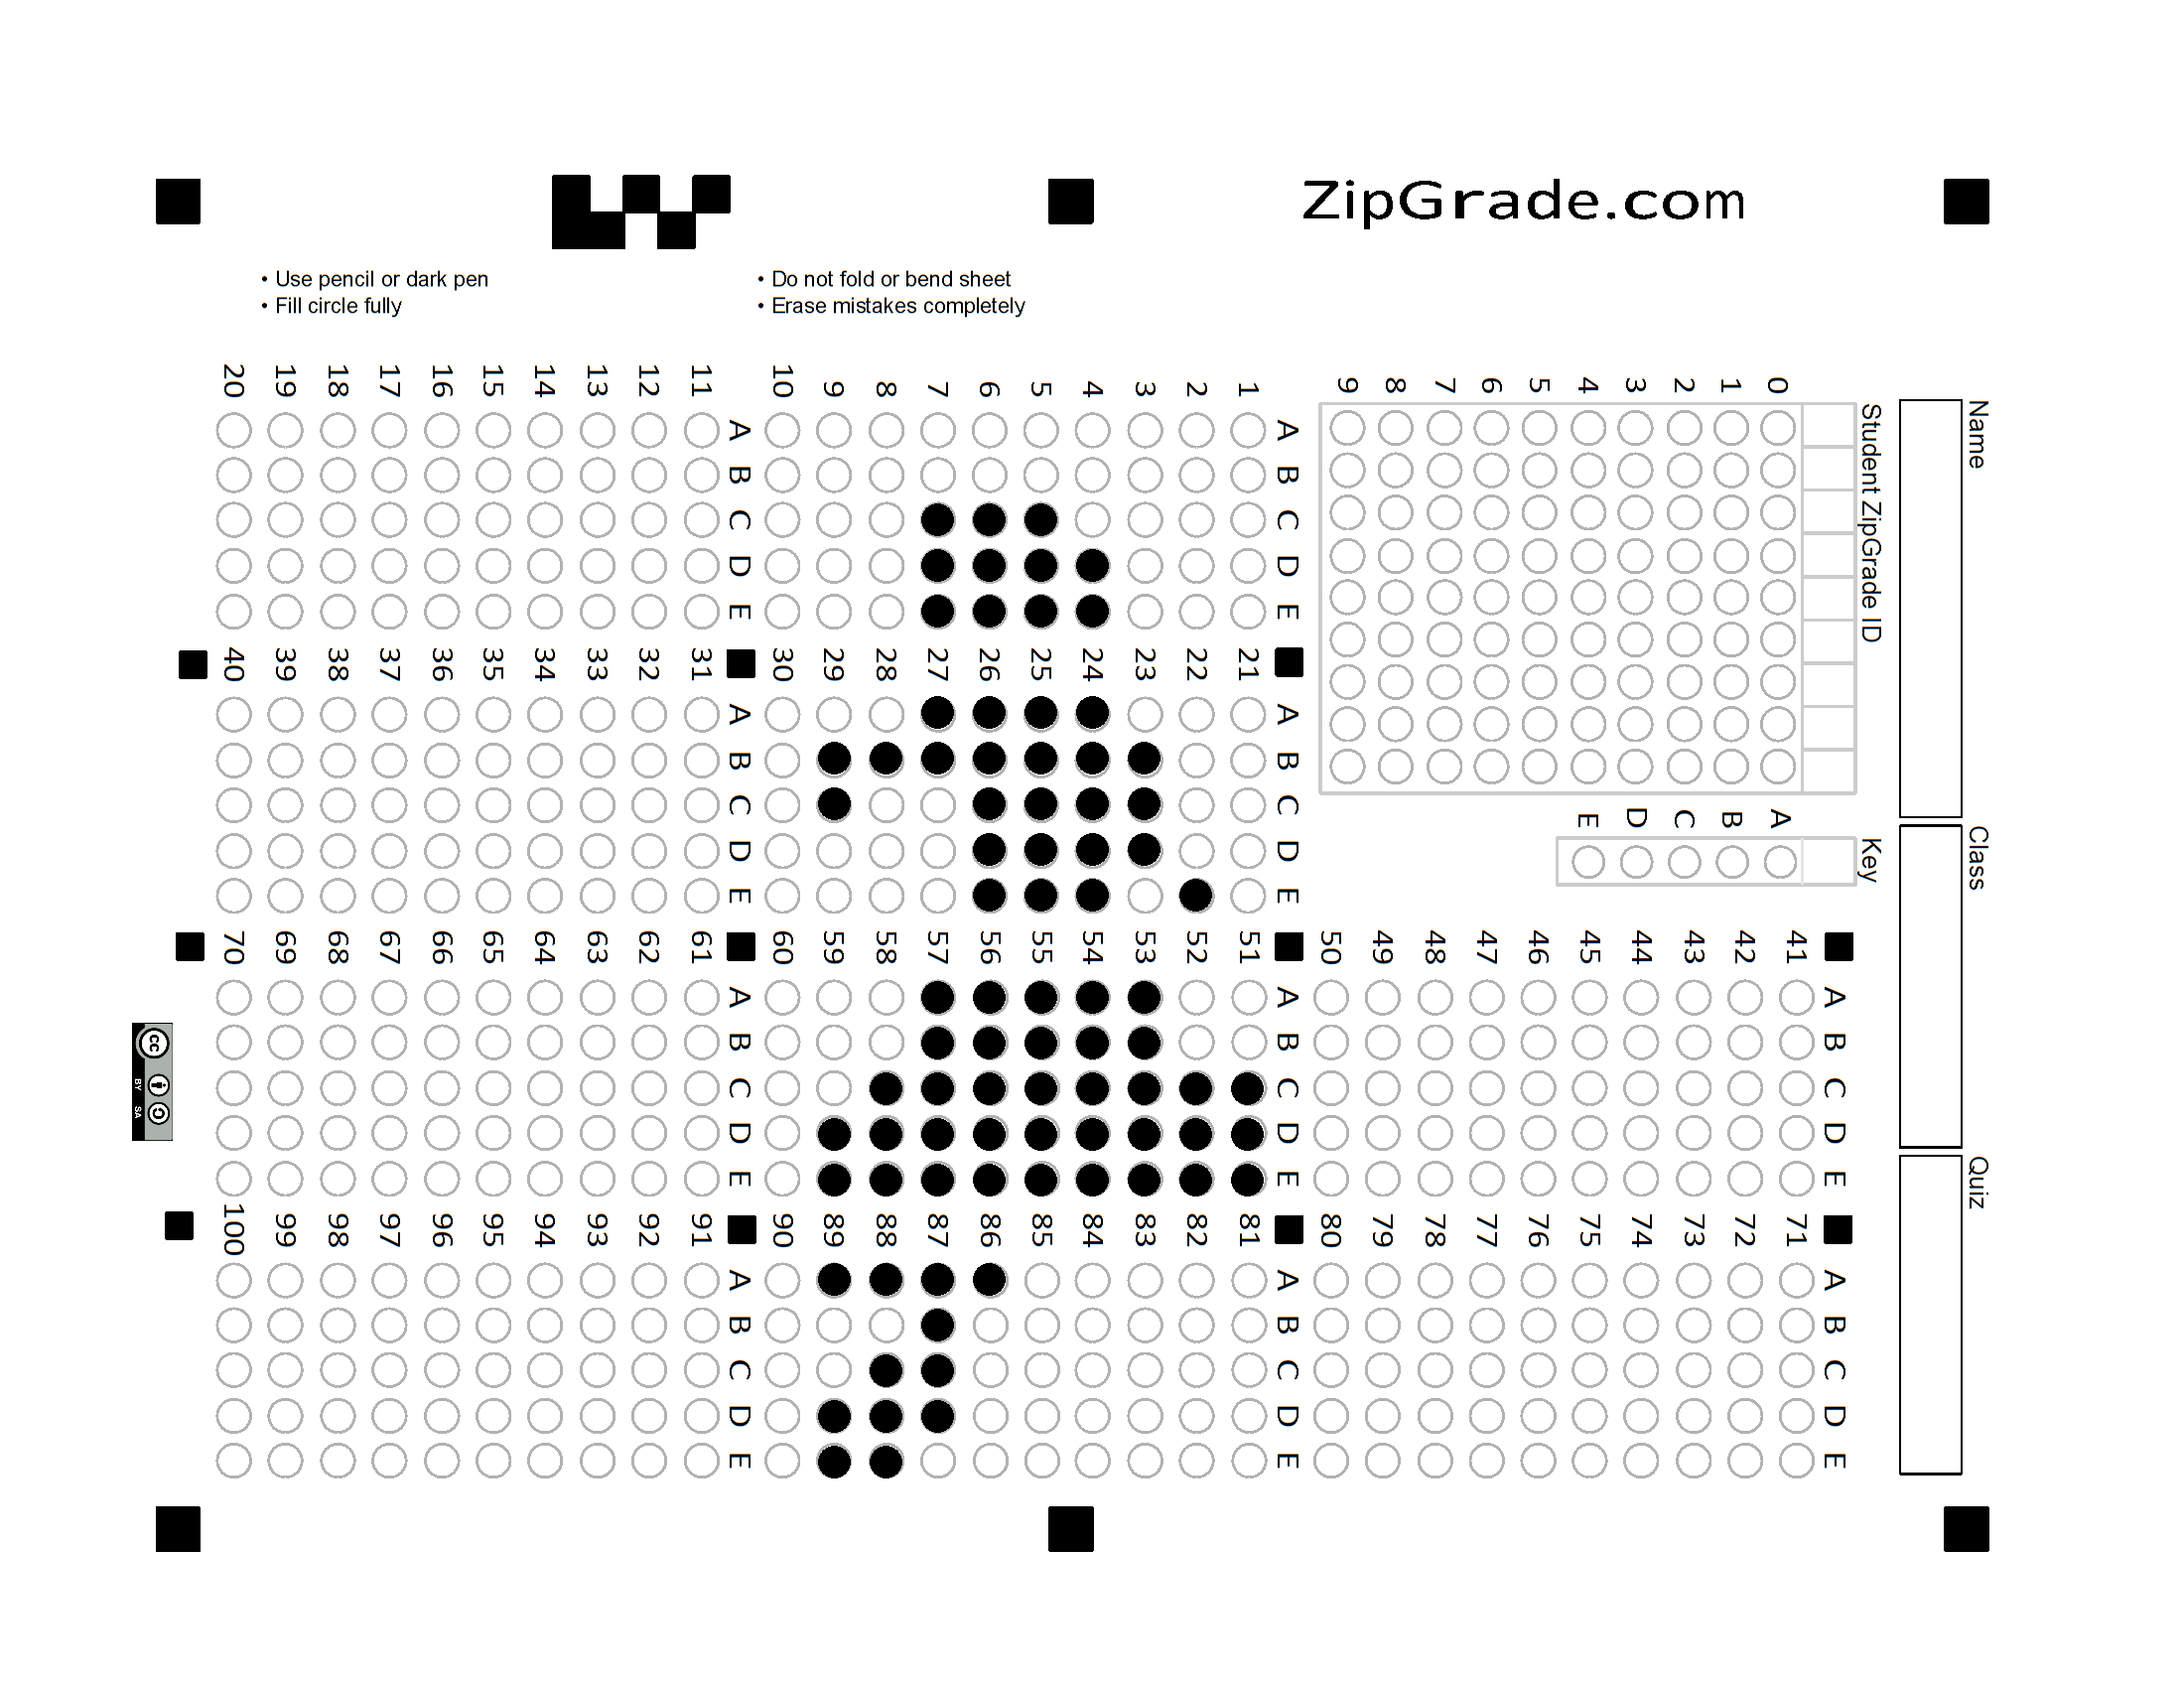 ZipGrade.com
• Use pencil or dark pen
• Fill circle fully
• Do not fold or bend sheet
• Erase mistakes completely
Name
Class
Quiz
Student ZipGrade ID
0 1 2 3 4 5 6 7 8 9
Key
A B C D E
1 2 3 4 5 6 7 8 9 10
A B C D E
11 12 13 14 15 16 17 18 19 20
A B C D E
21 22 23 24 25 26 27 28 29 30
A B C D E
31 32 33 34 35 36 37 38 39 40
A B C D E
41 42 43 44 45 46 47 48 49 50
A B C D E
51 52 53 54 55 56 57 58 59 60
A B C D E
61 62 63 64 65 66 67 68 69 70
A B C D E
71 72 73 74 75 76 77 78 79 80
A B C D E
81 82 83 84 85 86 87 88 89 90
A B C D E
91 92 93 94 95 96 97 98 99 100
A B C D E
cc
BY SA